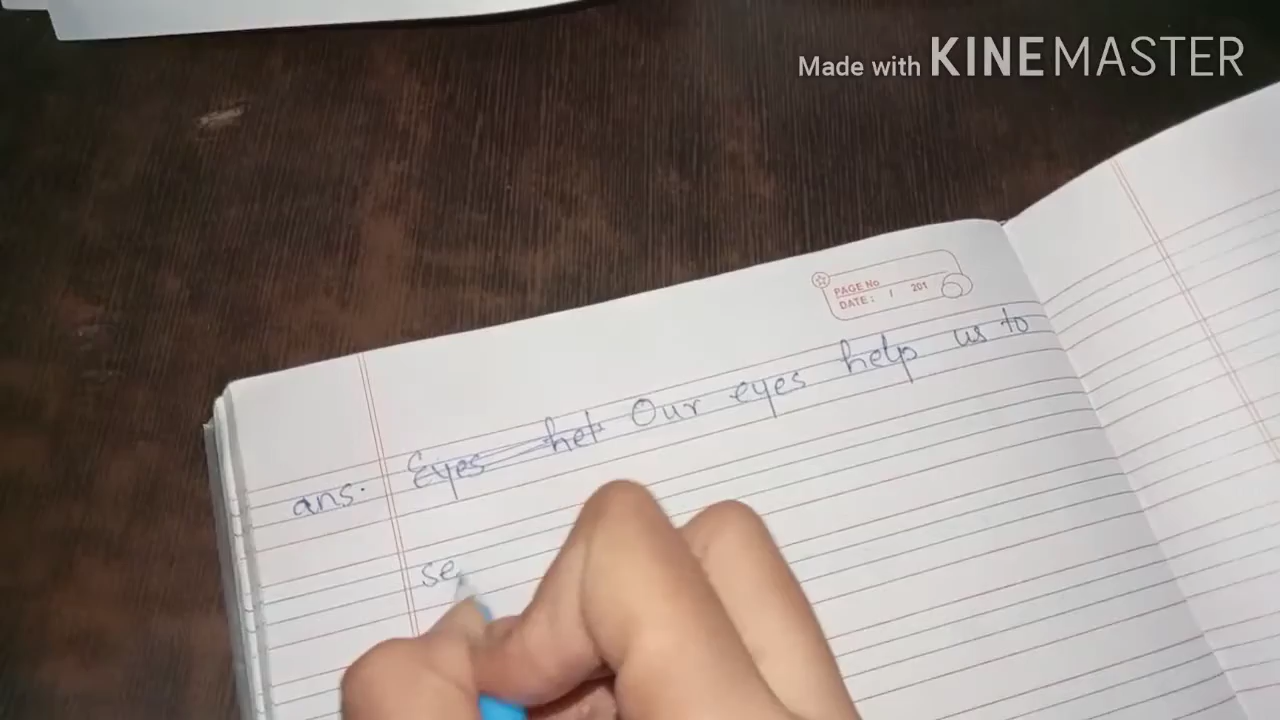 Made with KINEMASTER
PAGE No
DATE: / 201
ans. Eyes hel Our eyes help us to
se